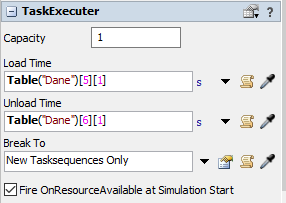 TaskExecuter
?
Capacity
1
Load Time
Table("Dane")[5][1]
s
Unload Time
Table("Dane")[6][1]
s
Break To
New Tasksequences Only
Fire OnResourceAvailable at Simulation Start